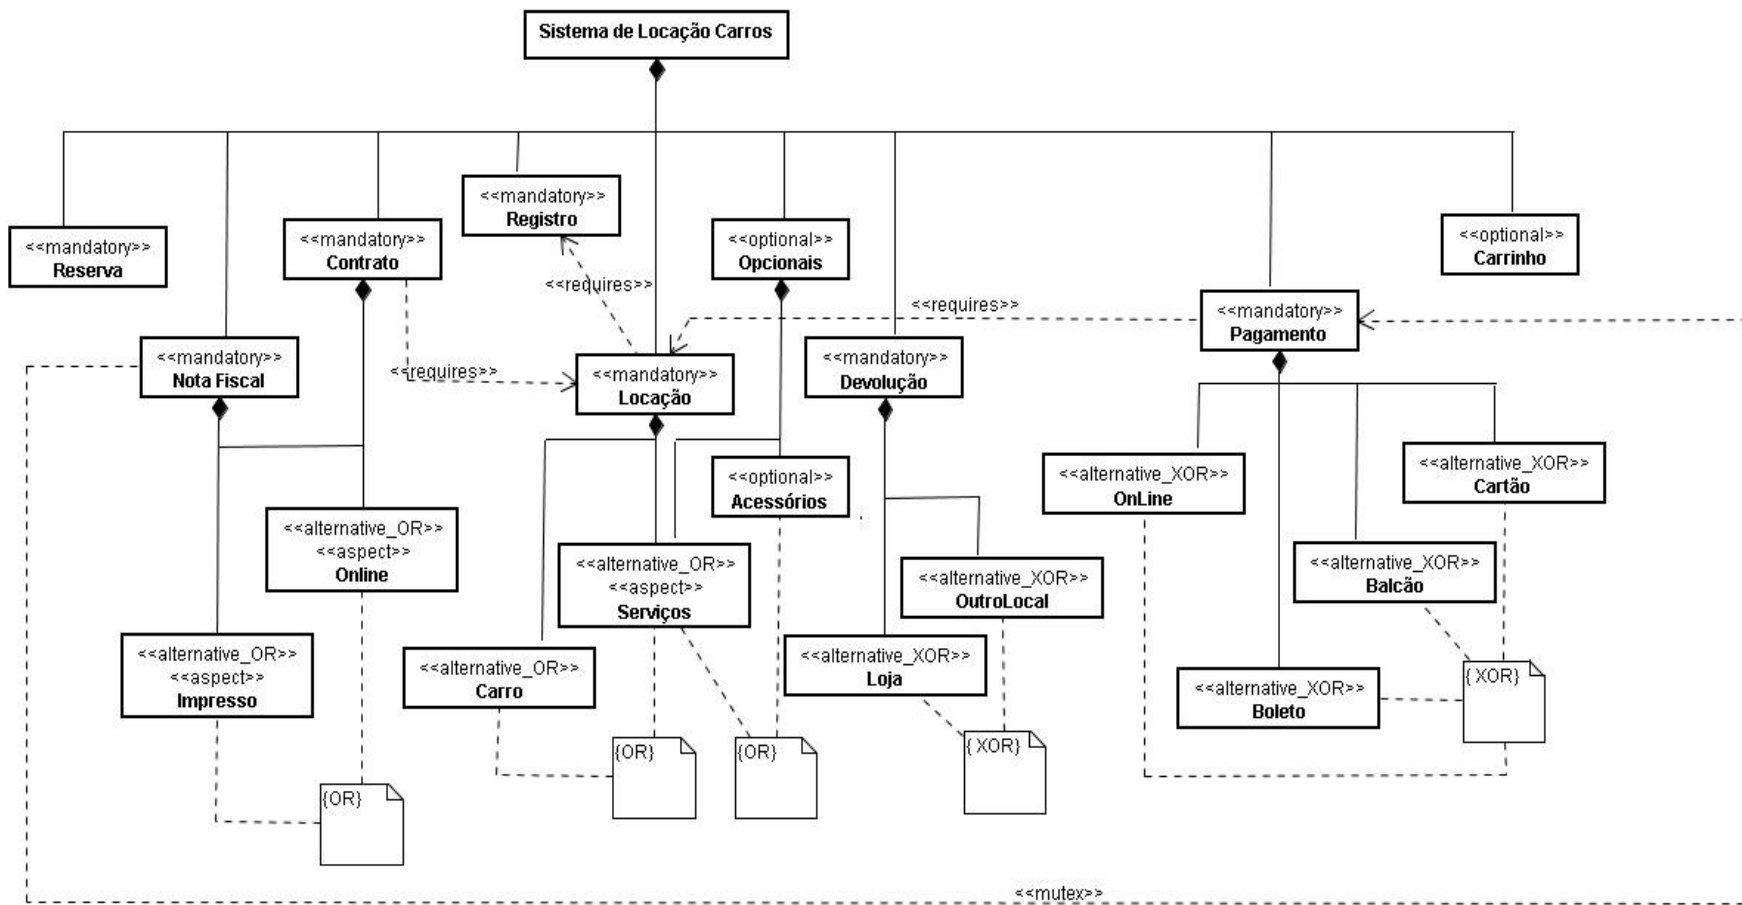 Sistema de Locação Carros
<<mandatory>>
Registro
<<mandatory>>
Reserva
<<mandatory>>
Contrato
<<optional>>
Opcionais
<<optional>>
Carrinho
<<requires>>
<<requires>>
<<mandatory>>
Pagamento
<<mandatory>>
Nota Fiscal
<<requires>>
<<mandatory>>
Locação
<<mandatory>>
Devolução
<<alternative_OR>>
<<aspect>>
Online
<<optional>>
Acessórios
<<alternative_XOR>>
OnLine
<<alternative_XOR>>
Cartão
<<alternative_OR>>
<<aspect>>
Serviços
<<alternative_XOR>>
OutroLocal
<<alternative_XOR>>
Balcão
<<alternative_OR>>
<<aspect>>
Impresso
<<alternative_OR>>
Carro
<<alternative_XOR>>
Loja
<<alternative_XOR>>
Boleto
{ XOR}
{OR}
{OR}
{ XOR}
{OR}
<<mutex>>